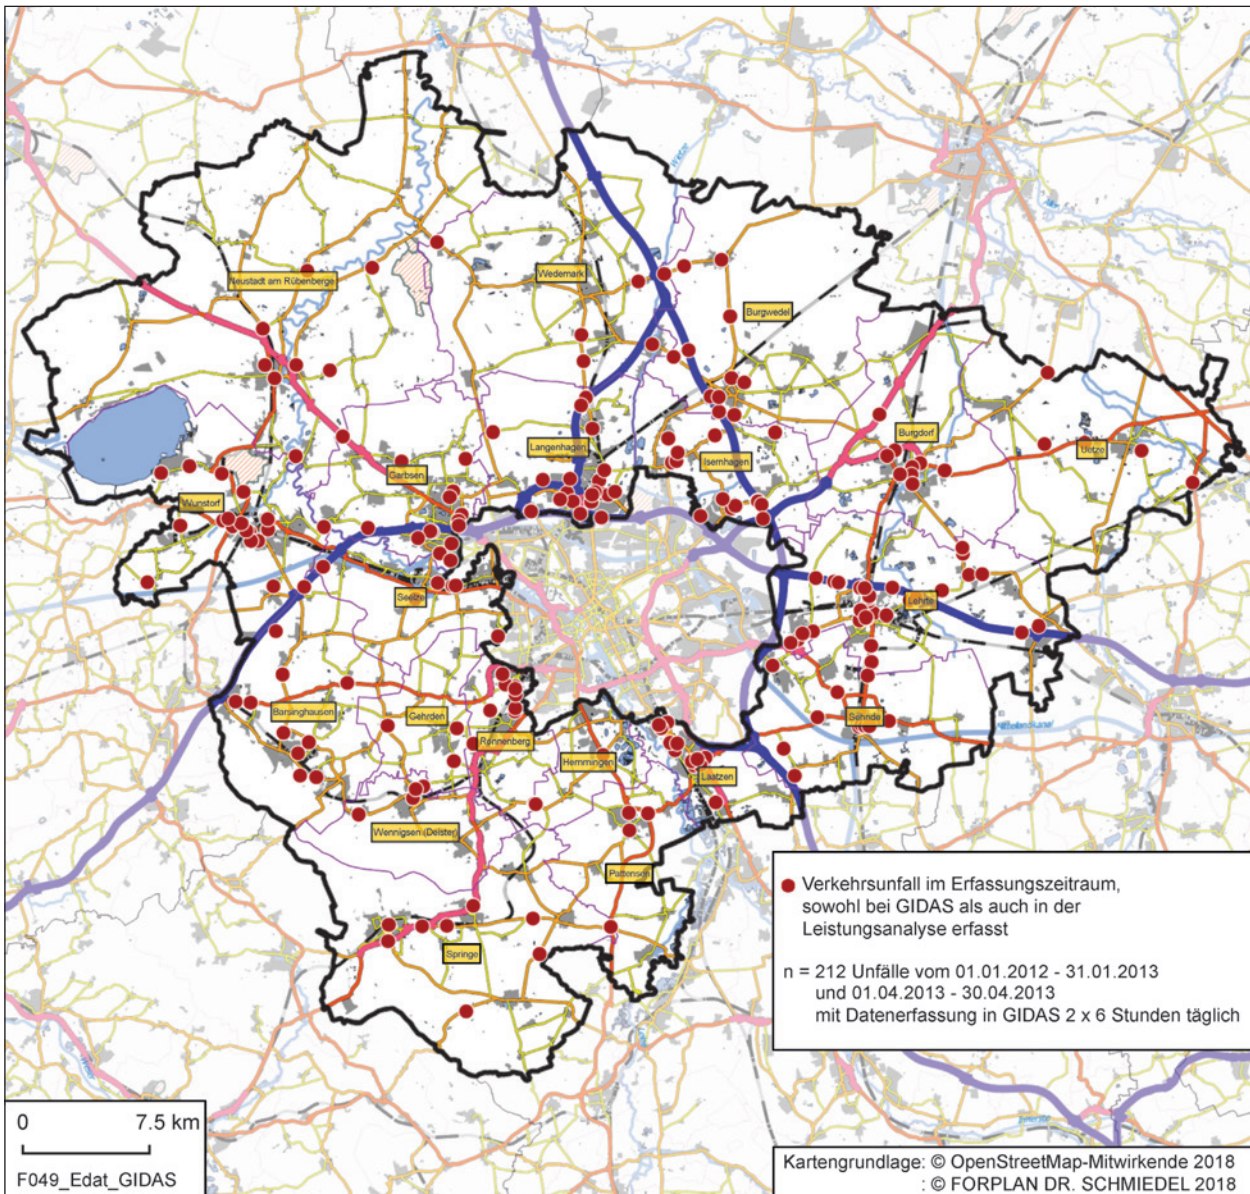 Neustadt am Rübenberge
Wedemark
Burgwedel
Langenhagen
Isernhagen
Burgdorf
Uetze
Garbsen
Wunstorf
Seelze
Lehrte
Barsinghausen
Gehrden
Ronnenberg
Hemmingen
Laatzen
Sehnde
Wennigsen (Deister)
Pattensen
Springe
Wietze
Verkehrsunfall im Erfassungszeitraum,
sowohl bei GIDAS als auch in der
Leistungsanalyse erfasst
n = 212 Unfälle vom 01.01.2012 - 31.01.2013
und 01.04.2013 - 30.04.2013
mit Datenerfassung in GIDAS 2 x 6 Stunden täglich
0 7.5 km
F049_Edat_GIDAS
Kartengrundlage: © OpenStreetMap-Mitwirkende 2018
: © FORPLAN DR. SCHMIEDEL 2018